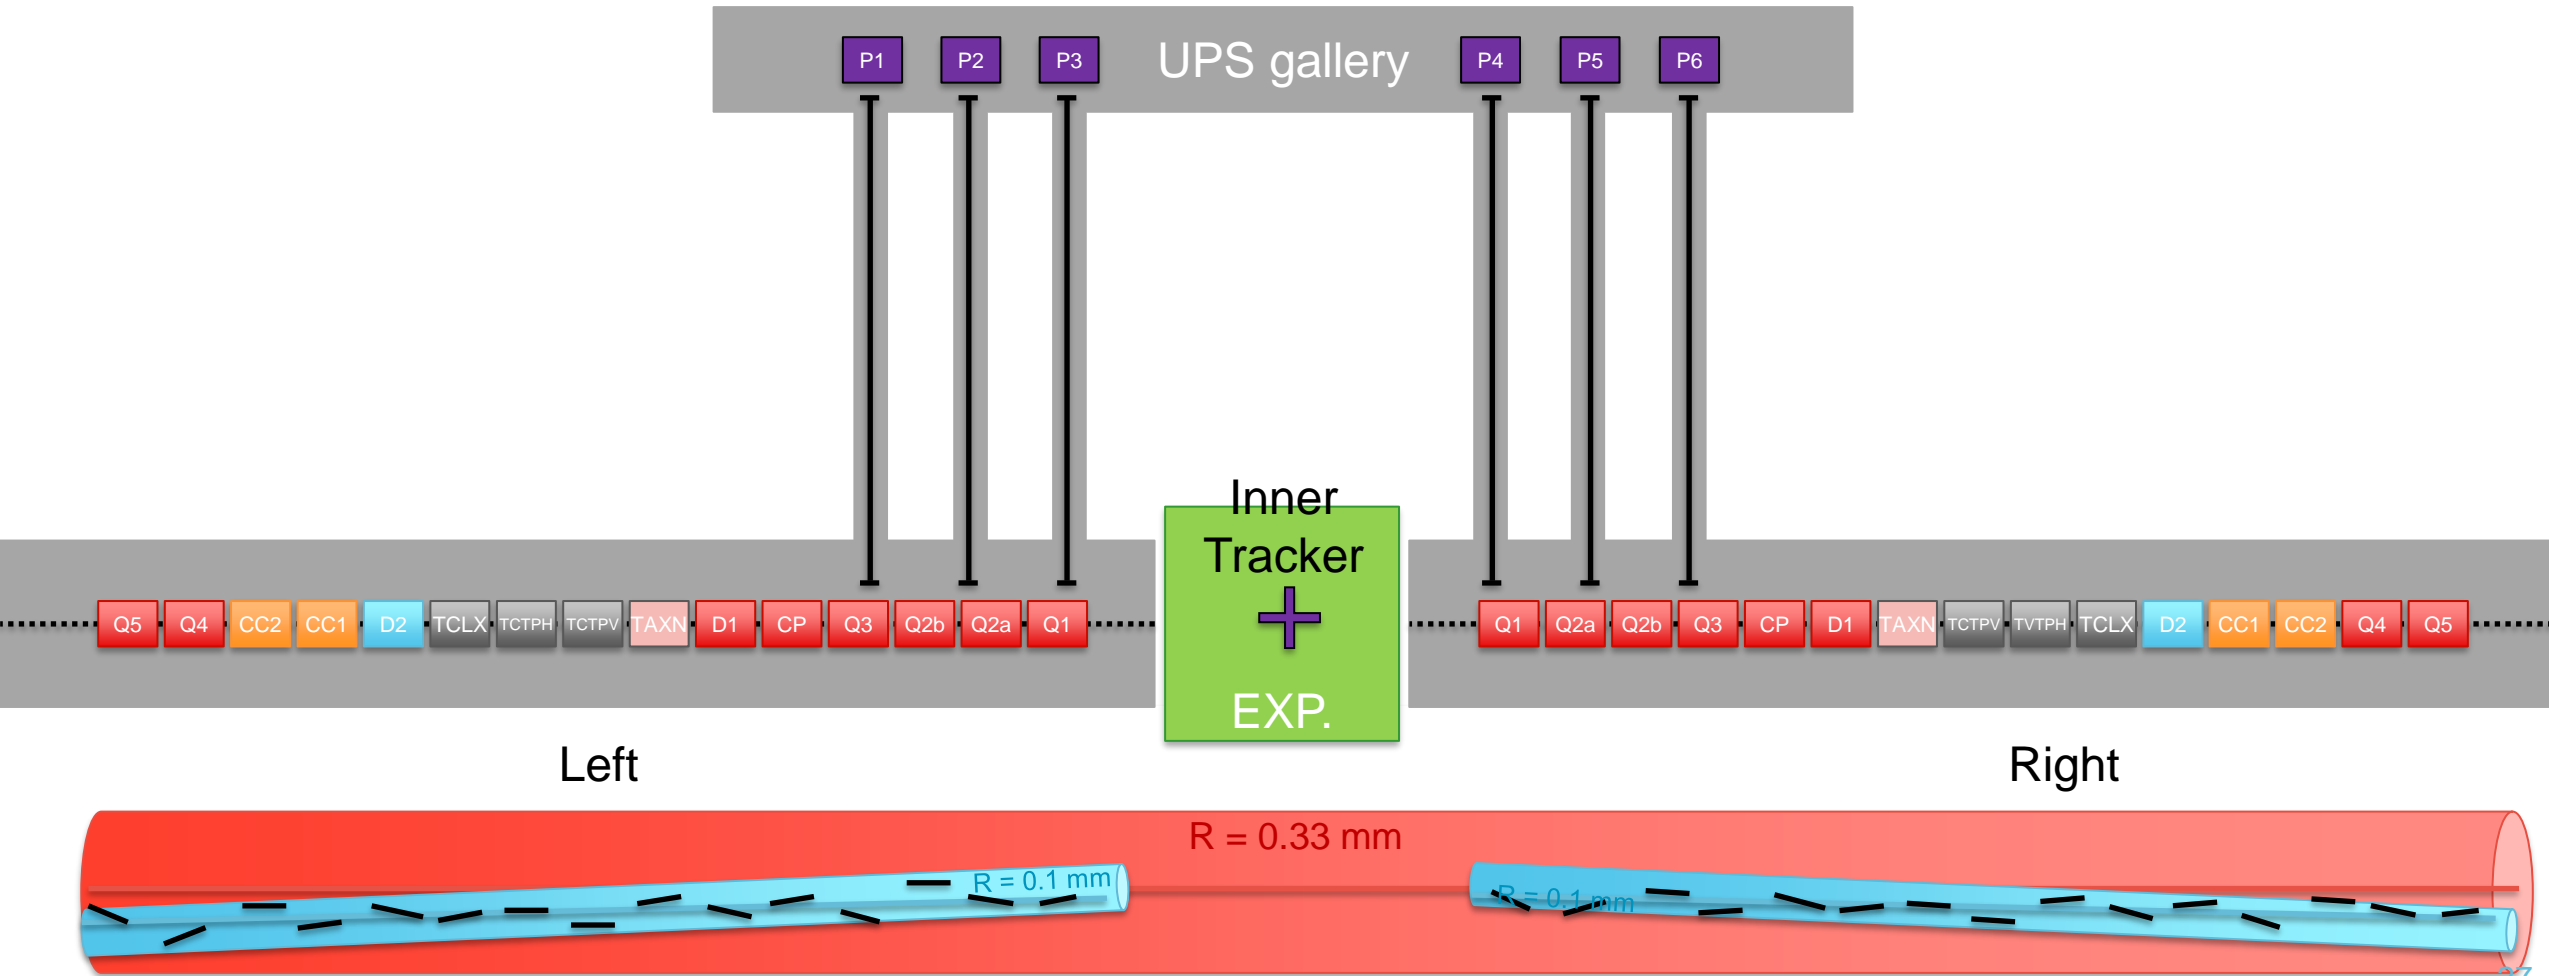 P1 P2 P3 UPS gallery P4 P5 P6
Inner
Tracker
EXP.
Q5 Q4 CC2 CC1 D2 TCLX TCTPH TCTPV TAXN D1 CP Q3 Q2b Q2a Q1
Q1 Q2a Q2b Q3 CP D1 TAXN TCTPV TVTPH TCLX D2 CC1 CC2 Q4 Q5
Left
Right
R = 0.33 mm
R = 0.1 mm
R = 0.1 mm